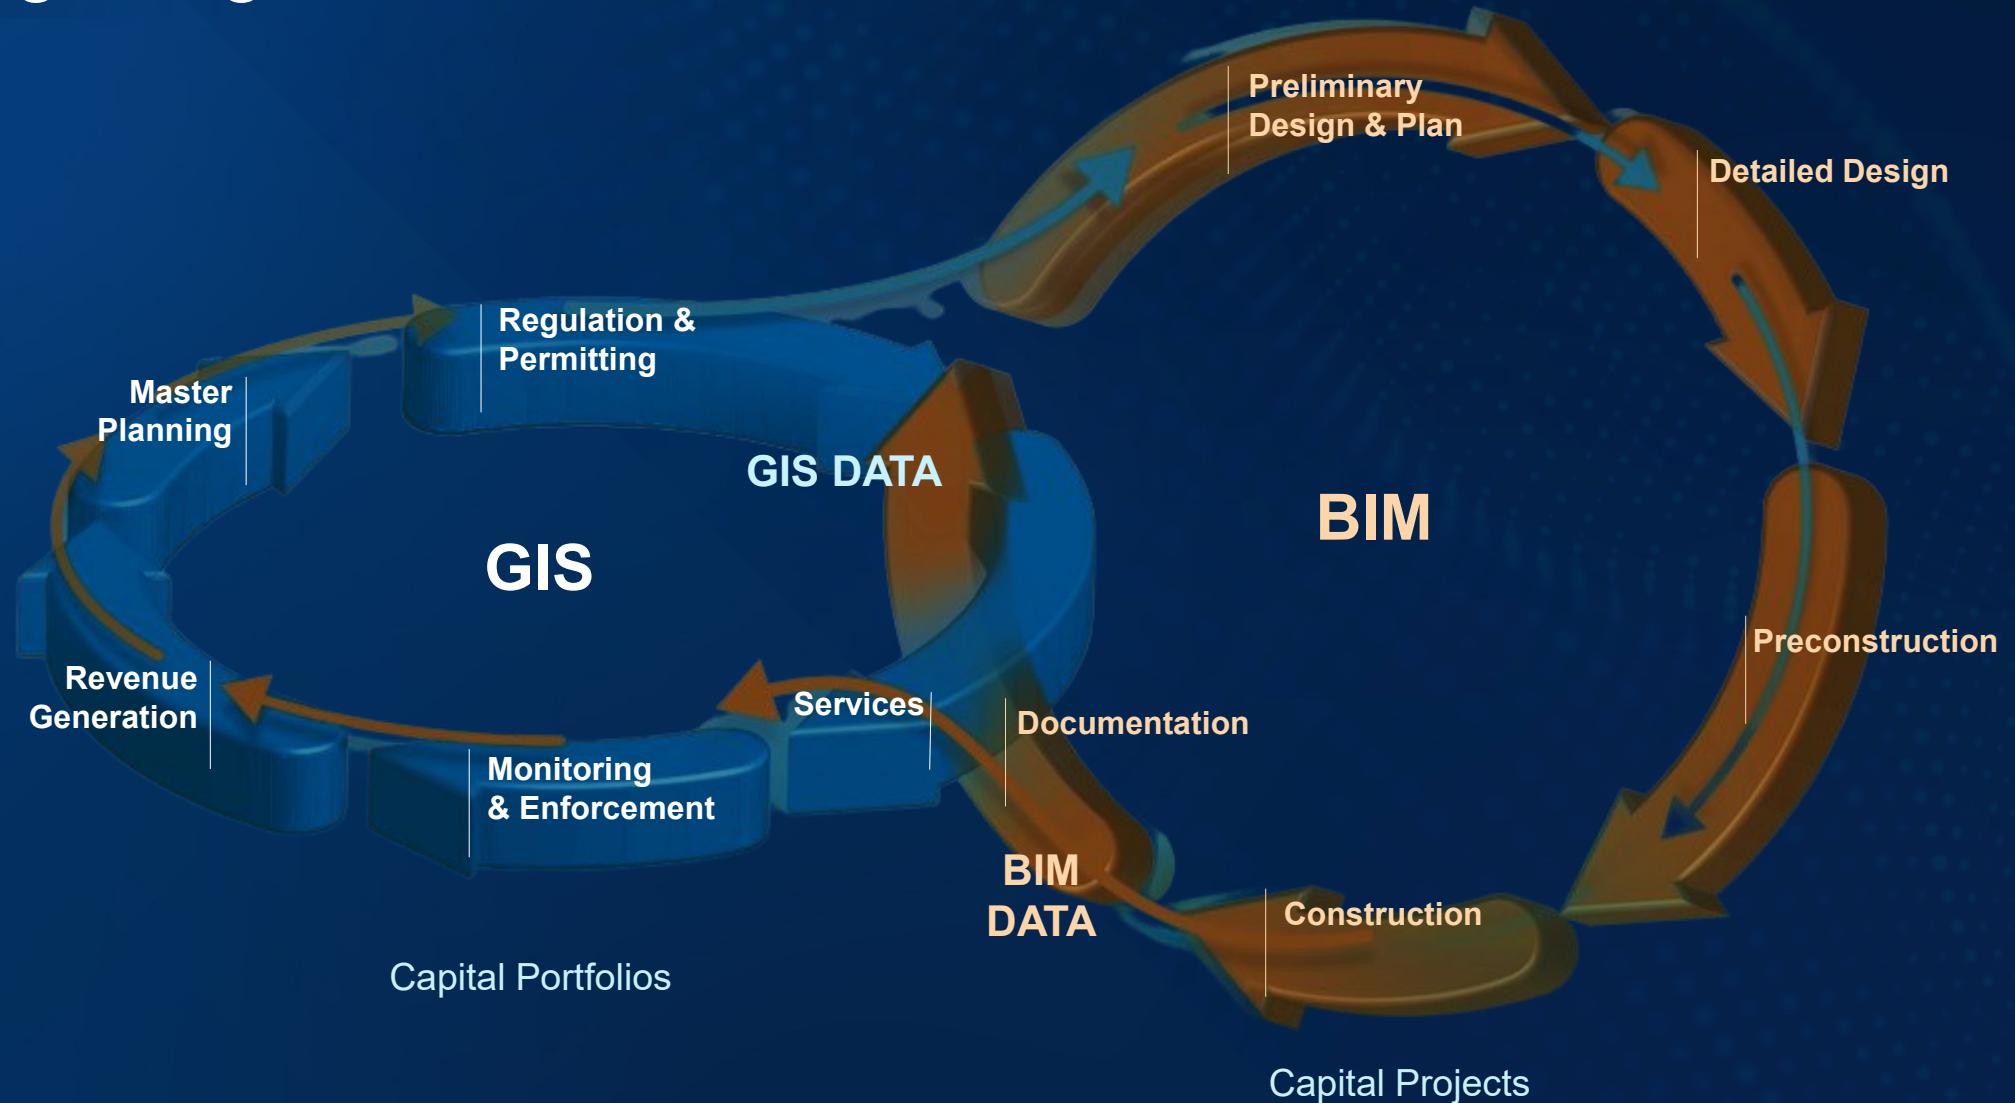 Preliminary
Design & Plan
Detailed Design
Regulation &
Permitting
Master
Planning
GIS DATA
BIM
GIS
Preconstruction
Revenue
Generation
Services
Documentation
Monitoring
& Enforcement
BIM
DATA
Construction
Capital Portfolios
Capital Projects